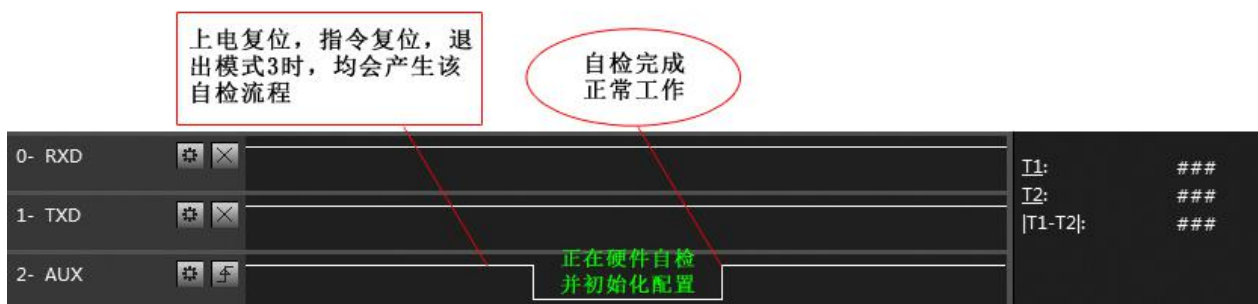 上电复位，指令复位，退
出模式3时，均会产生该
自检流程
自检完成
正常工作
0- RXD
T1: ###
T2: ###
1- TXD
|T1-T2|: ###
2- AUX
正在硬件自检
并初始化配置